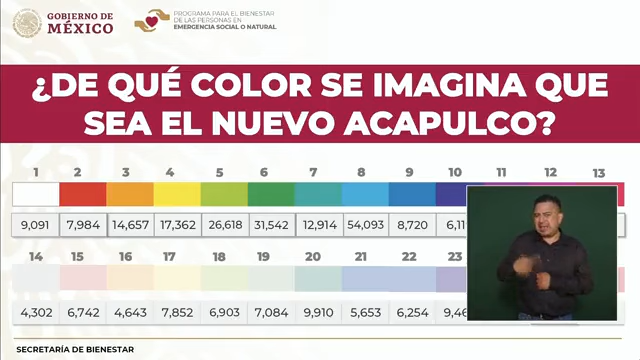 GOBIERNO DE
MÉXICO
PROGRAMA PARA EL BIENESTAR
DE LAS PERSONAS EN
EMERGENCIA SOCIAL O NATURAL
¿DE QUÉ COLOR SE IMAGINA QUE
SEA EL NUEVO ACAPULCO?
1 2 3 4 5 6 7 8 9 10 11 12 13
9,091 7,984 14,657 17,362 26,618 31,542 12,914 54,093 8,720 6,11
14 15 16 17 18 19 20 21 22 23
4,302 6,742 4,643 7,852 6,903 7,084 9,910 5,653 6,254 9,46
SECRETARÍA DE BIENESTAR